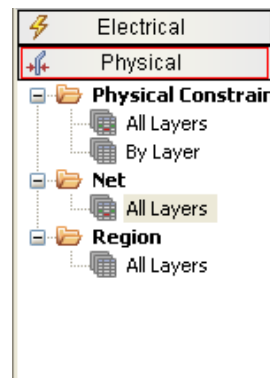 Electrical
Physical
Physical Constrain
All Layers
By Layer
Net
All Layers
Region
All Layers